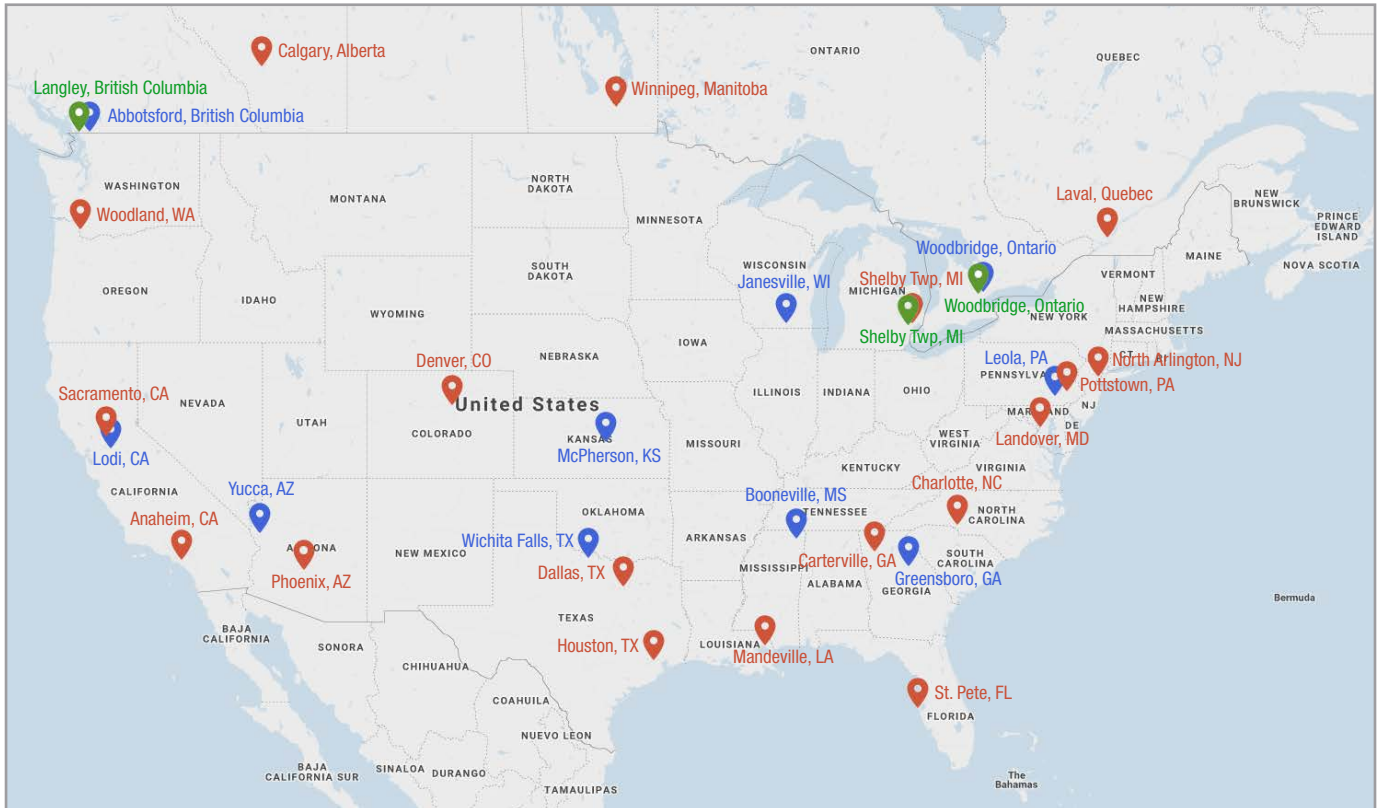 ONTARIO
Calgary, Alberta
QUEBEC
Langley, British Columbia
Winnipeg, Manitoba
Abbotsford, British Columbia
WASHINGTON
NORTH
DAKOTA
MONTANA
Laval, Quebec
NEW
BRUNSWICK
Woodland, WA
MINNESOTA
PRINCE
EDWARD
ISLAND
Woodbridge, Ontario
MAINE
SOUTH
DAKOTA
WISCONSIN
NOVA SCOTIA
VERMONT
Janesville, WI
Shelby Twp, MI
OREGON
MICHIGAN
IDAHO
Woodbridge, Ontario
NEW
HAMPSHIRE
WYOMING
NEW YORK
MASSACHUSETTS
Shelby Twp, MI
IOWA
NEBRASKA
CT
RI
Denver, CO
Leola, PA
North Arlington, NJ
PENNSYLVA
Pottstown, PA
Sacramento, CA
ILLINOIS
INDIANA
OHIO
NEVADA
United States
NJ
MARYLAND
UTAH
COLORADO
KANSAS
DE
MISSOURI
WEST
VIRGINIA
Landover, MD
Lodi, CA
McPherson, KS
KENTUCKY
VIRGINIA
CALIFORNIA
Yucca, AZ
Charlotte, NC
Booneville, MS
OKLAHOMA
TENNESSEE
NORTH
CAROLINA
Anaheim, CA
ARIZONA
NEW MEXICO
Wichita Falls, TX
ARKANSAS
Carterville, GA
SOUTH
CAROLINA
MISSISSIPPI
Phoenix, AZ
Dallas, TX
ALABAMA
Greensboro, GA
GEORGIA
Bermuda
TEXAS
BAJA
CALIFORNIA
SONORA
Houston, TX
LOUISIANA
Mandeville, LA
CHIHUAHUA
St. Pete, FL
COAHUILA
FLORIDA
NUEVO LEON
BAJA
CALIFORNIA SUR
SINALOA
DURANGO
The
Bahamas
TAMAULIPAS